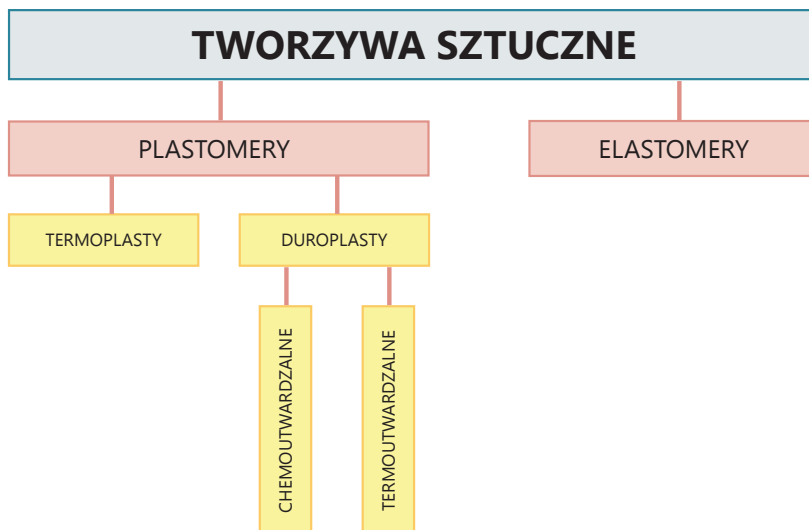 TWORZYWA SZTUCZNE
PLASTOMERY
ELASTOMERY
TERMOPLASTY
DUROPLASTY
CHEMOUTWARDZALNE
TERMOUTWARDZALNE